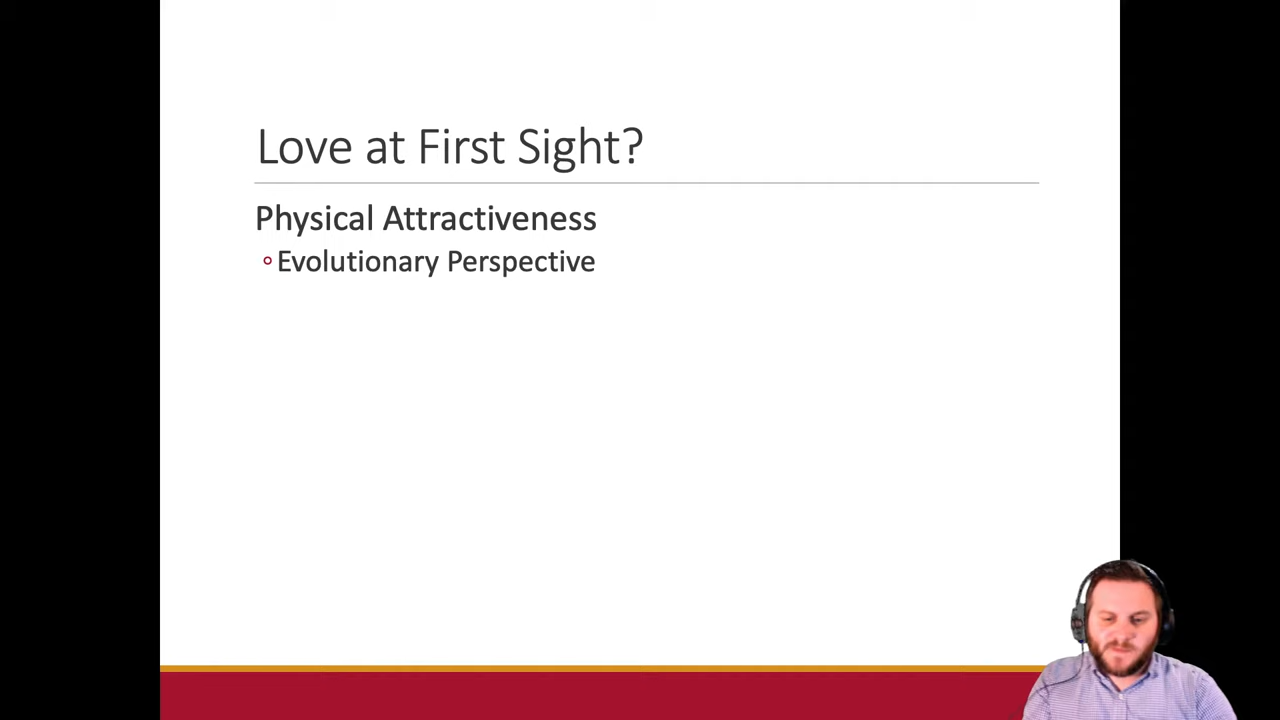 Love at First Sight?
Physical Attractiveness
Evolutionary Perspective